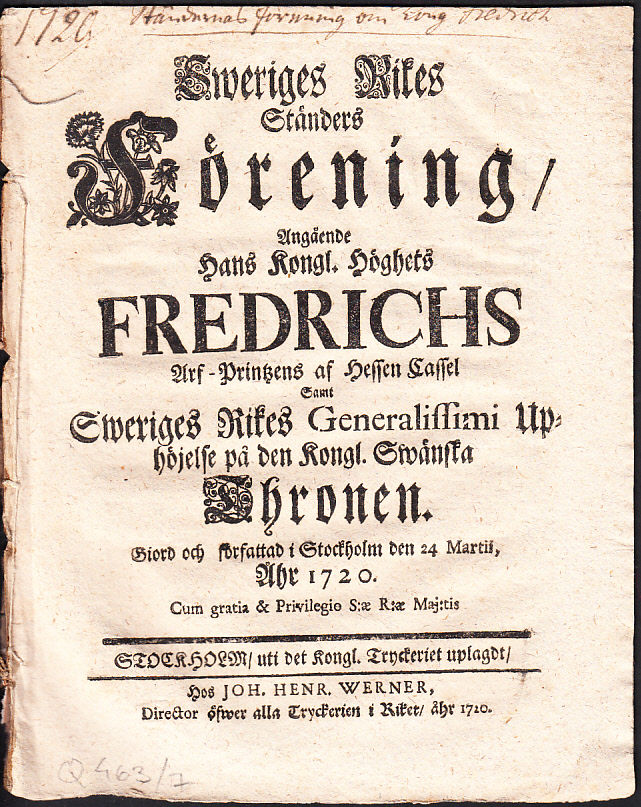 1720. Ständernas förening om Kong Fredrich
Sweriges Rikes
Ständers
Förening/
Angäende
Hans Kongl. Höghets
FREDRICHS
Arf-Printzens af Hessen Cassel
Samt
Sweriges Rikes Generalissimi Up-
höjelse på den Kongl. Swänska
Thronen.
Giord och författad i Stockholm den 24 Martii,
Åhr 1720.
Cum gratia & Privilegio S:æ R:æ Maj:tis
STOCKHOLM/ uti det Kongl. Tryckeriet uplagdt/
Hos JOH. HENR. WERNER,
Director öfwer alla Tryckerien i Riket/ åhr 1720.
Q 463/7